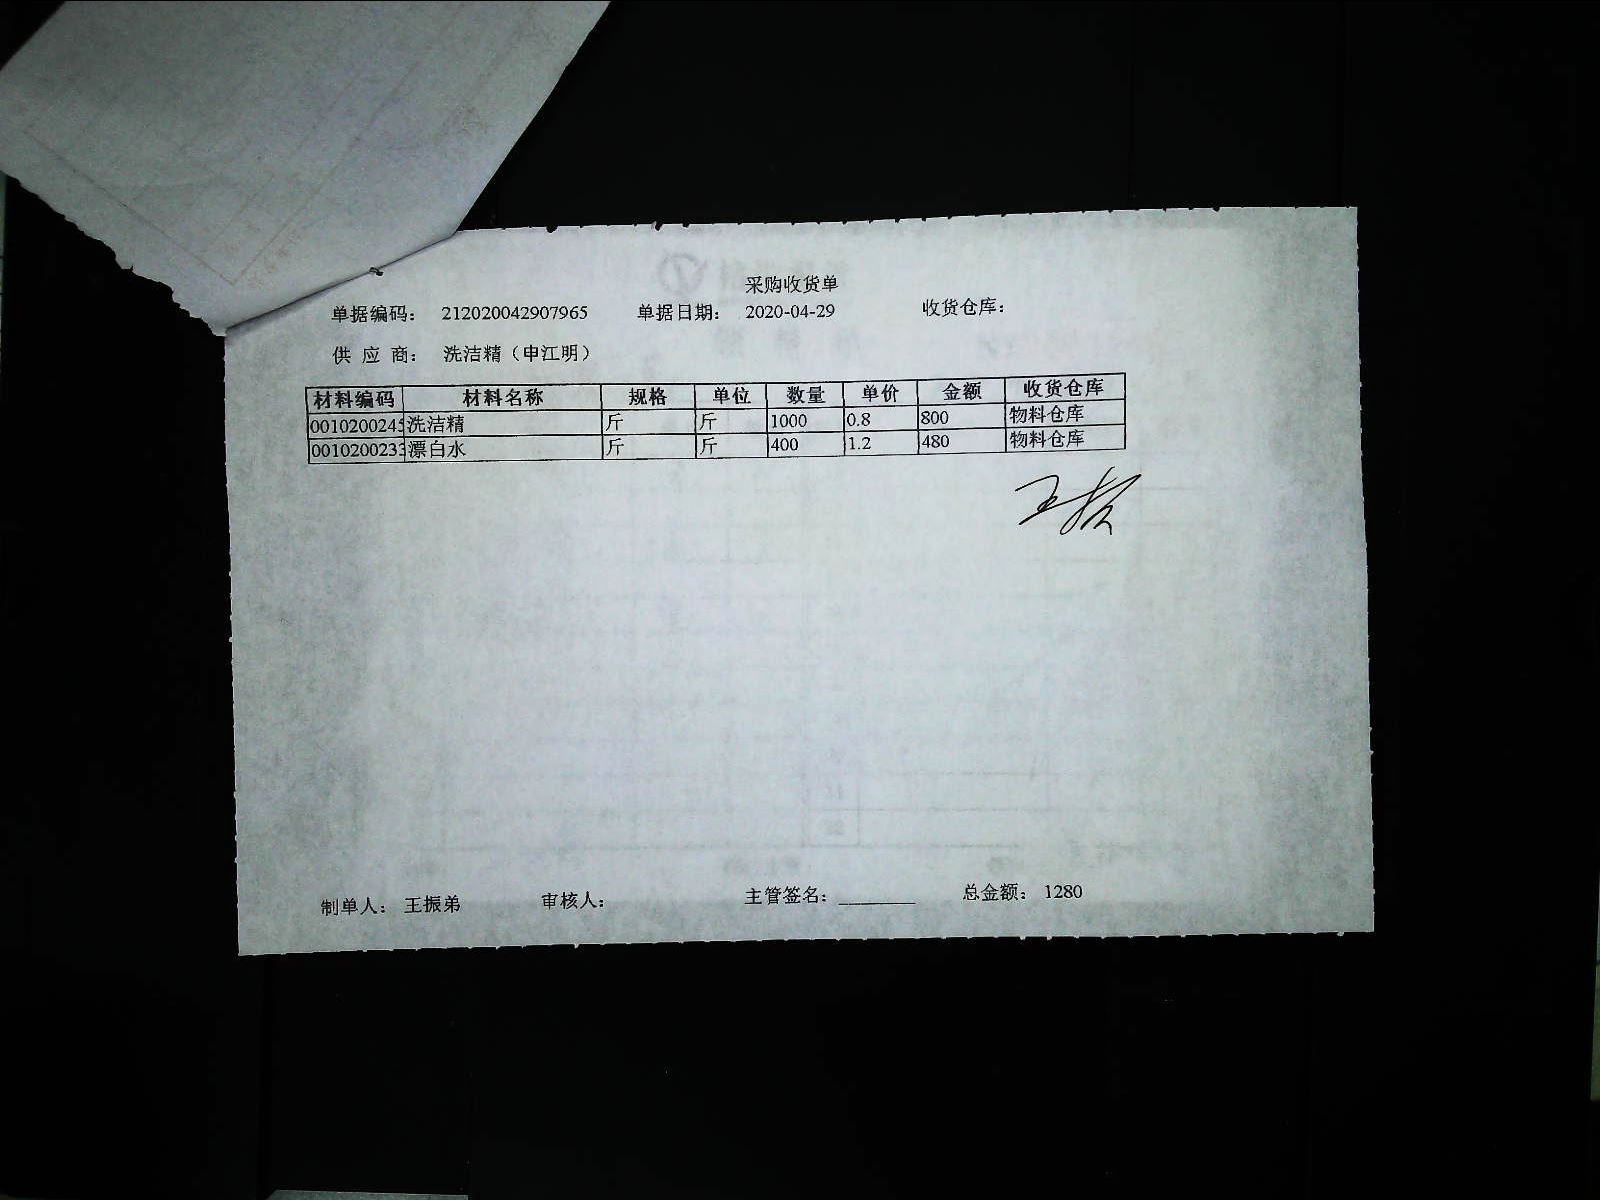 采购收货单
单据编码: 212020042907965 单据日期: 2020-04-29 收货仓库:
供应商: 洗洁精（申江明）
材料编码 材料名称 规格 单位 数量 单价 金额 收货仓库
001020024 洗洁精 斤 斤 1000 0.8 800 物料仓库
001020023 漂白水 斤 斤 400 1.2 480 物料仓库
制单人: 王振弟 审核人: 主管签名: 总金额: 1280